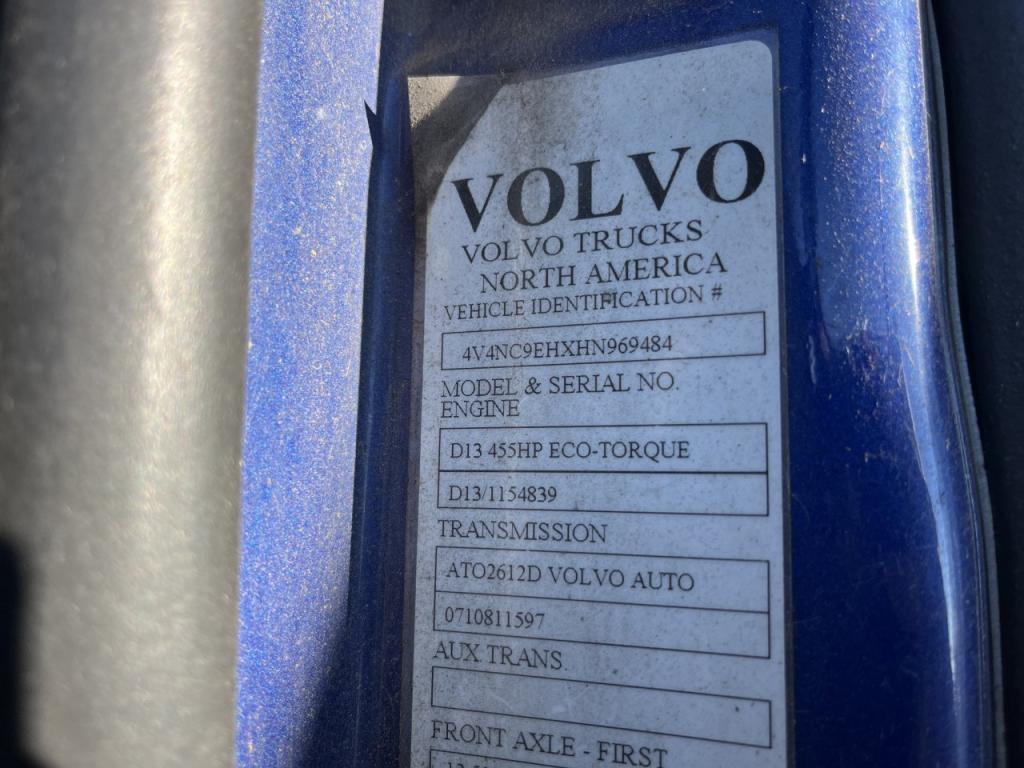 VOLVO
VOLVO TRUCKS
NORTH AMERICA
VEHICLE IDENTIFICATION #
4V4NC9EHXHN969484
MODEL & SERIAL NO.
ENGINE
D13 455HP ECO-TORQUE
D13/1154839
TRANSMISSION
ATO2612D VOLVO AUTO
0710811597
AUX TRANS
FRONT AXLE - FIRST